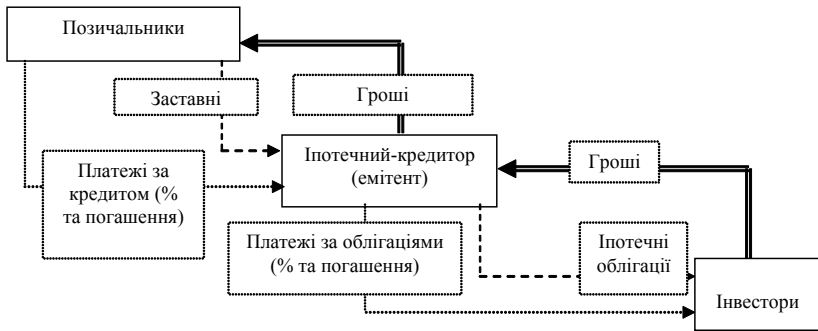 Позичальники
Заставні
Гроші
Іпотечний-кредитор
(емітент)
Гроші
Платежі за
кредитом (%
та погашення)
Платежі за облігаціями
(% та погашення)
Іпотечні
облігації
Інвестори